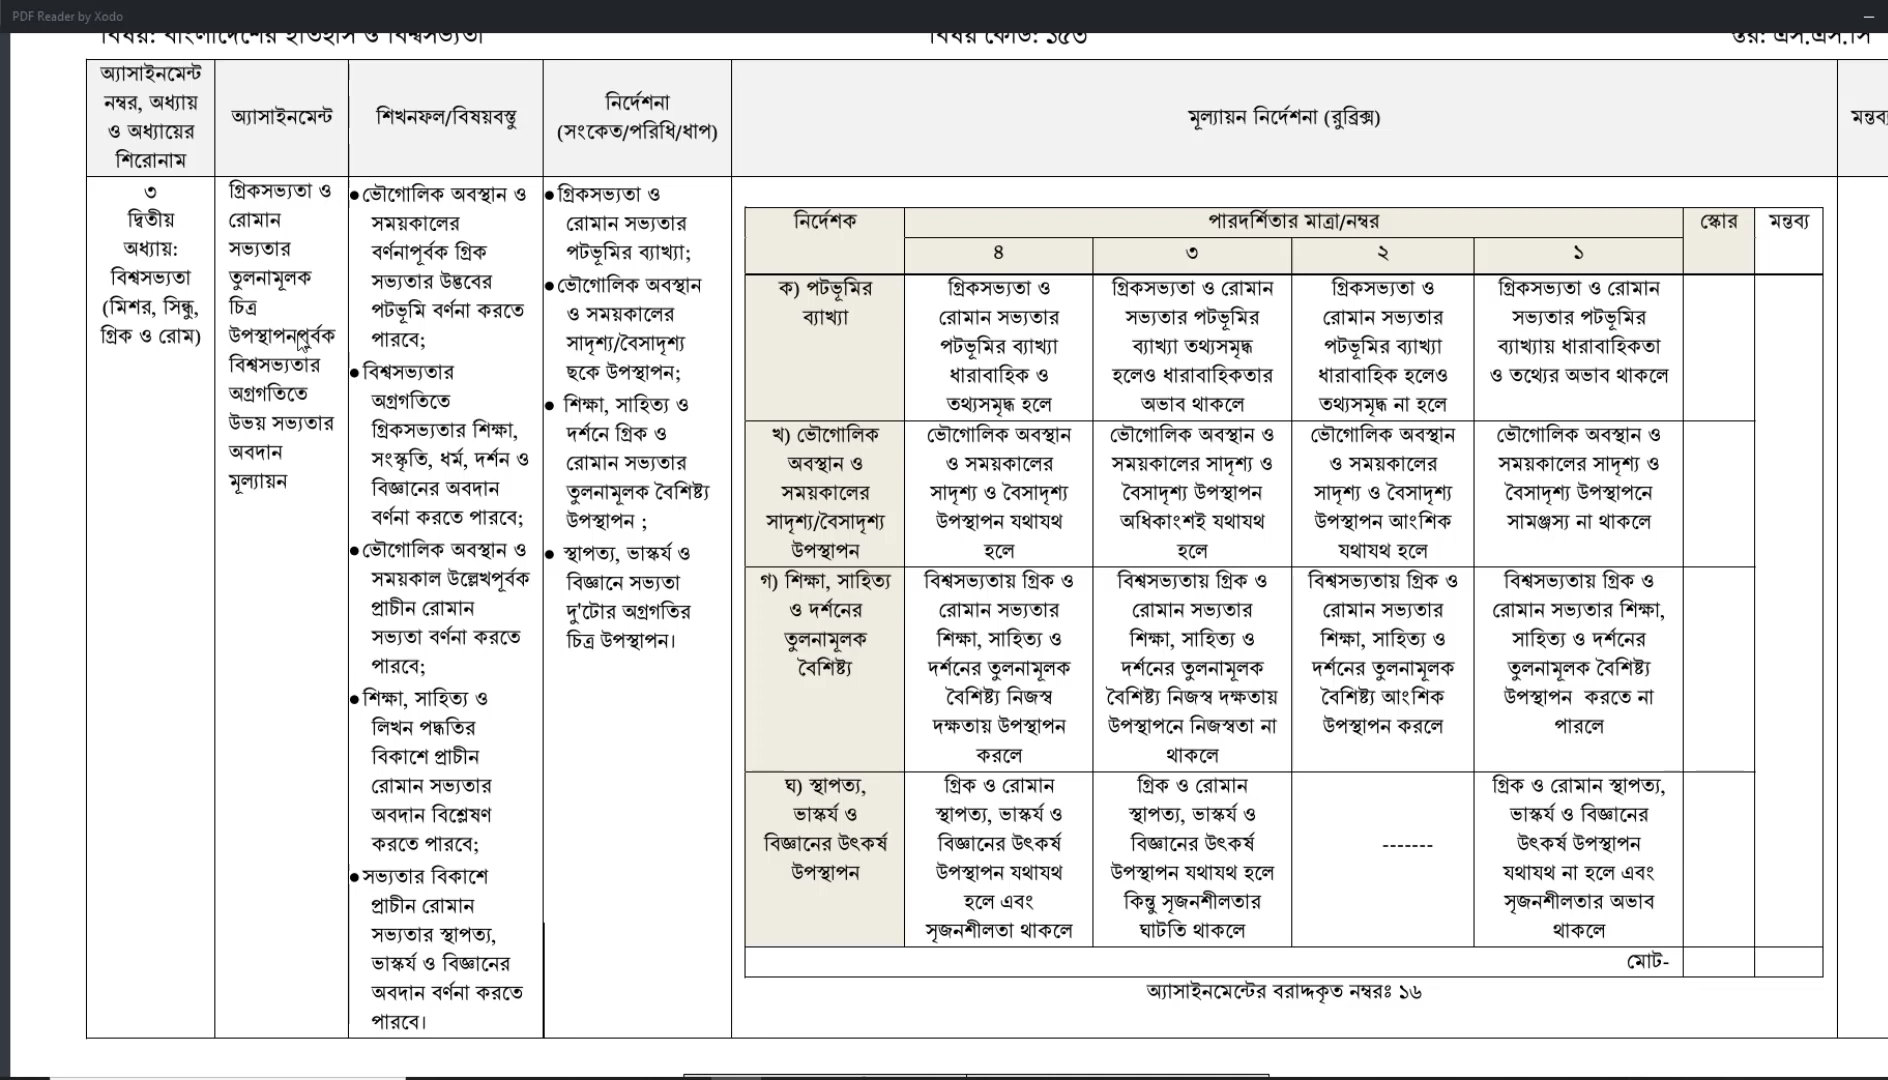 PDF Reader by Xodo
বিষয়: বাংলাদেশের ইতিহাস ও বিশ্বসভ্যতা
বিষয় কোড: ১৫৩
স্তর: এস.এস.সি
অ্যাসাইনমেন্ট
নম্বর, অধ্যায়
ও অধ্যায়ের
শিরোনাম
অ্যাসাইনমেন্ট
শিখনফল/বিষয়বস্তু
নির্দেশনা
(সংকেত/পরিধি/ধাপ)
মূল্যায়ন নির্দেশনা (রুব্রিক্স)
মন্তব্য
৩
দ্বিতীয়
অধ্যায়:
বিশ্বসভ্যতা
(মিশর, সিন্ধু,
গ্রিক ও রোম)
গ্রিকসভ্যতা ও
রোমান
সভ্যতার
তুলনামূলক
চিত্র
উপস্থাপনপূর্বক
বিশ্বসভ্যতার
অগ্রগতিতে
উভয় সভ্যতার
অবদান
মূল্যায়ন
●ভৌগোলিক অবস্থান ও
সময়কালের
বর্ণনাপূর্বক গ্রিক
সভ্যতার উদ্ভবের
পটভূমি বর্ণনা করতে
পারবে;
●বিশ্বসভ্যতার
অগ্রগতিতে
গ্রিকসভ্যতার শিক্ষা,
সংস্কৃতি, ধর্ম, দর্শন ও
বিজ্ঞানের অবদান
বর্ণনা করতে পারবে;
●ভৌগোলিক অবস্থান ও
সময়কাল উল্লেখপূর্বক
প্রাচীন রোমান
সভ্যতা বর্ণনা করতে
পারবে;
●শিক্ষা, সাহিত্য ও
লিখন পদ্ধতির
বিকাশে প্রাচীন
রোমান সভ্যতার
অবদান বিশ্লেষণ
করতে পারবে;
●সভ্যতার বিকাশে
প্রাচীন রোমান
সভ্যতার স্থাপত্য,
ভাস্কর্য ও বিজ্ঞানের
অবদান বর্ণনা করতে
পারবে।
●গ্রিকসভ্যতা ও
রোমান সভ্যতার
পটভূমির ব্যাখ্যা;
●ভৌগোলিক অবস্থান
ও সময়কালের
সাদৃশ্য/বৈসাদৃশ্য
ছকে উপস্থাপন;
● শিক্ষা, সাহিত্য ও
দর্শনে গ্রিক ও
রোমান সভ্যতার
তুলনামূলক বৈশিষ্ট্য
উপস্থাপন ;
● স্থাপত্য, ভাস্কর্য ও
বিজ্ঞানে সভ্যতা
দু'টোর অগ্রগতির
চিত্র উপস্থাপন।
নির্দেশক
পারদর্শিতার মাত্রা/নম্বর
স্কোর
মন্তব্য
৪
৩
২
১
ক) পটভূমির
ব্যাখ্যা
গ্রিকসভ্যতা ও
রোমান সভ্যতার
পটভূমির ব্যাখ্যা
ধারাবাহিক ও
তথ্যসমৃদ্ধ হলে
গ্রিকসভ্যতা ও রোমান
সভ্যতার পটভূমির
ব্যাখ্যা তথ্যসমৃদ্ধ
হলেও ধারাবাহিকতার
অভাব থাকলে
গ্রিকসভ্যতা ও
রোমান সভ্যতার
পটভূমির ব্যাখ্যা
ধারাবাহিক হলেও
তথ্যসমৃদ্ধ না হলে
গ্রিকসভ্যতা ও রোমান
সভ্যতার পটভূমির
ব্যাখ্যায় ধারাবাহিকতা
ও তথ্যের অভাব থাকলে
খ) ভৌগোলিক
অবস্থান ও
সময়কালের
সাদৃশ্য/বৈসাদৃশ্য
উপস্থাপন
ভৌগোলিক অবস্থান
ও সময়কালের
সাদৃশ্য ও বৈসাদৃশ্য
উপস্থাপন যথাযথ
হলে
ভৌগোলিক অবস্থান ও
সময়কালের সাদৃশ্য ও
বৈসাদৃশ্য উপস্থাপন
অধিকাংশই যথাযথ
হলে
ভৌগোলিক অবস্থান
ও সময়কালের
সাদৃশ্য ও বৈসাদৃশ্য
উপস্থাপন আংশিক
যথাযথ হলে
ভৌগোলিক অবস্থান ও
সময়কালের সাদৃশ্য ও
বৈসাদৃশ্য উপস্থাপনে
সামঞ্জস্য না থাকলে
গ) শিক্ষা, সাহিত্য
ও দর্শনের
তুলনামূলক
বৈশিষ্ট্য
বিশ্বসভ্যতায় গ্রিক ও
রোমান সভ্যতার
শিক্ষা, সাহিত্য ও
দর্শনের তুলনামূলক
বৈশিষ্ট্য নিজস্ব
দক্ষতায় উপস্থাপন
করলে
বিশ্বসভ্যতায় গ্রিক ও
রোমান সভ্যতার
শিক্ষা, সাহিত্য ও
দর্শনের তুলনামূলক
বৈশিষ্ট্য নিজস্ব দক্ষতায়
উপস্থাপনে নিজস্বতা না
থাকলে
বিশ্বসভ্যতায় গ্রিক ও
রোমান সভ্যতার
শিক্ষা, সাহিত্য ও
দর্শনের তুলনামূলক
বৈশিষ্ট্য আংশিক
উপস্থাপন করলে
বিশ্বসভ্যতায় গ্রিক ও
রোমান সভ্যতার শিক্ষা,
সাহিত্য ও দর্শনের
তুলনামূলক বৈশিষ্ট্য
উপস্থাপন করতে না
পারলে
ঘ) স্থাপত্য,
ভাস্কর্য ও
বিজ্ঞানের উৎকর্ষ
উপস্থাপন
গ্রিক ও রোমান
স্থাপত্য, ভাস্কর্য ও
বিজ্ঞানের উৎকর্ষ
উপস্থাপন যথাযথ
হলে এবং
সৃজনশীলতা থাকলে
গ্রিক ও রোমান
স্থাপত্য, ভাস্কর্য ও
বিজ্ঞানের উৎকর্ষ
উপস্থাপন যথাযথ হলে
কিন্তু সৃজনশীলতার
ঘাটতি থাকলে
-------
গ্রিক ও রোমান স্থাপত্য,
ভাস্কর্য ও বিজ্ঞানের
উৎকর্ষ উপস্থাপন
যথাযথ না হলে এবং
সৃজনশীলতার অভাব
থাকলে
মোট-
অ্যাসাইনমেন্টের বরাদ্দকৃত নম্বরঃ ১৬